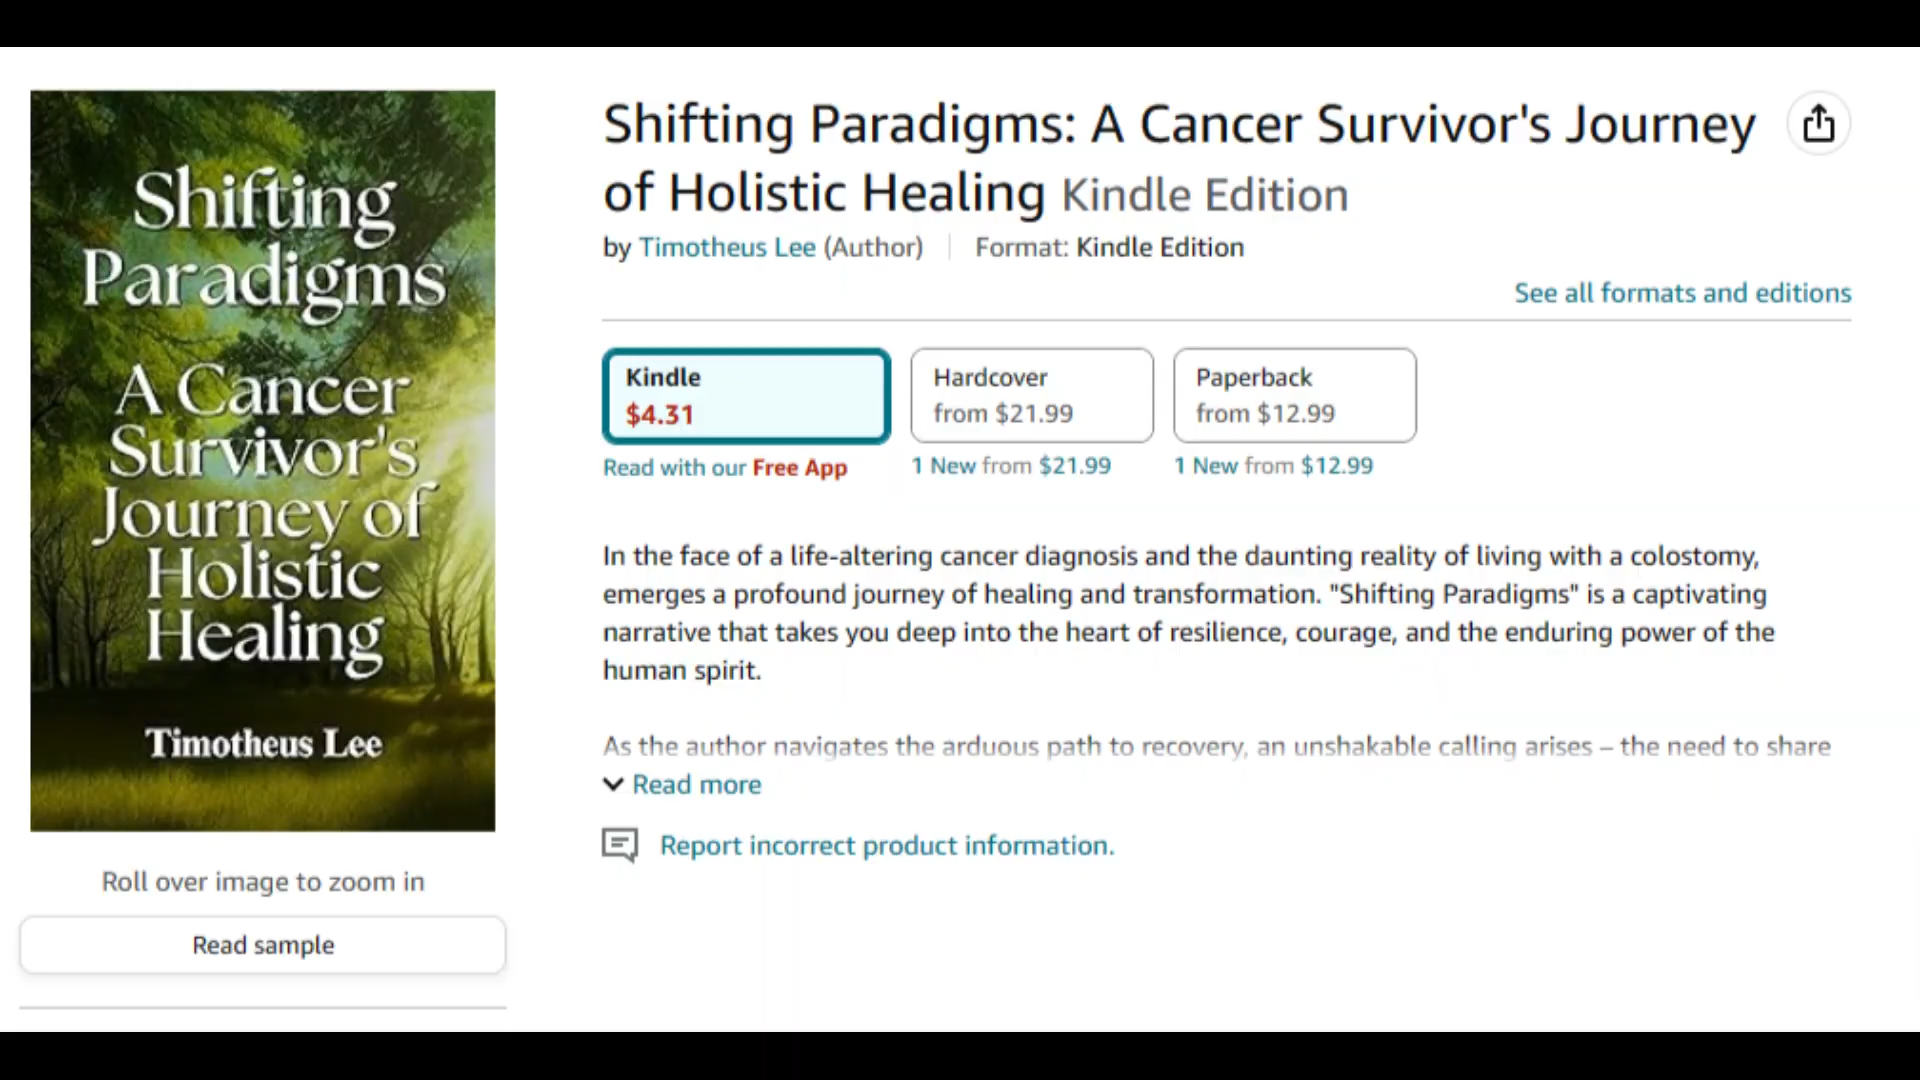 Shifting
Paradigms
A Cancer
Survivor's
Journey of
Holistic
Healing
Timotheus Lee
Roll over image to zoom in
Read sample
Shifting Paradigms: A Cancer Survivor's Journey
of Holistic Healing Kindle Edition
by Timotheus Lee (Author) Format: Kindle Edition
See all formats and editions
Kindle
$4.31
Read with our Free App
Hardcover
from $21.99
1 New from $21.99
Paperback
from $12.99
1 New from $12.99
In the face of a life-altering cancer diagnosis and the daunting reality of living with a colostomy,
emerges a profound journey of healing and transformation. "Shifting Paradigms" is a captivating
narrative that takes you deep into the heart of resilience, courage, and the enduring power of the
human spirit.
As the author navigates the arduous path to recovery, an unshakable calling arises – the need to share
Read more
Report incorrect product information.